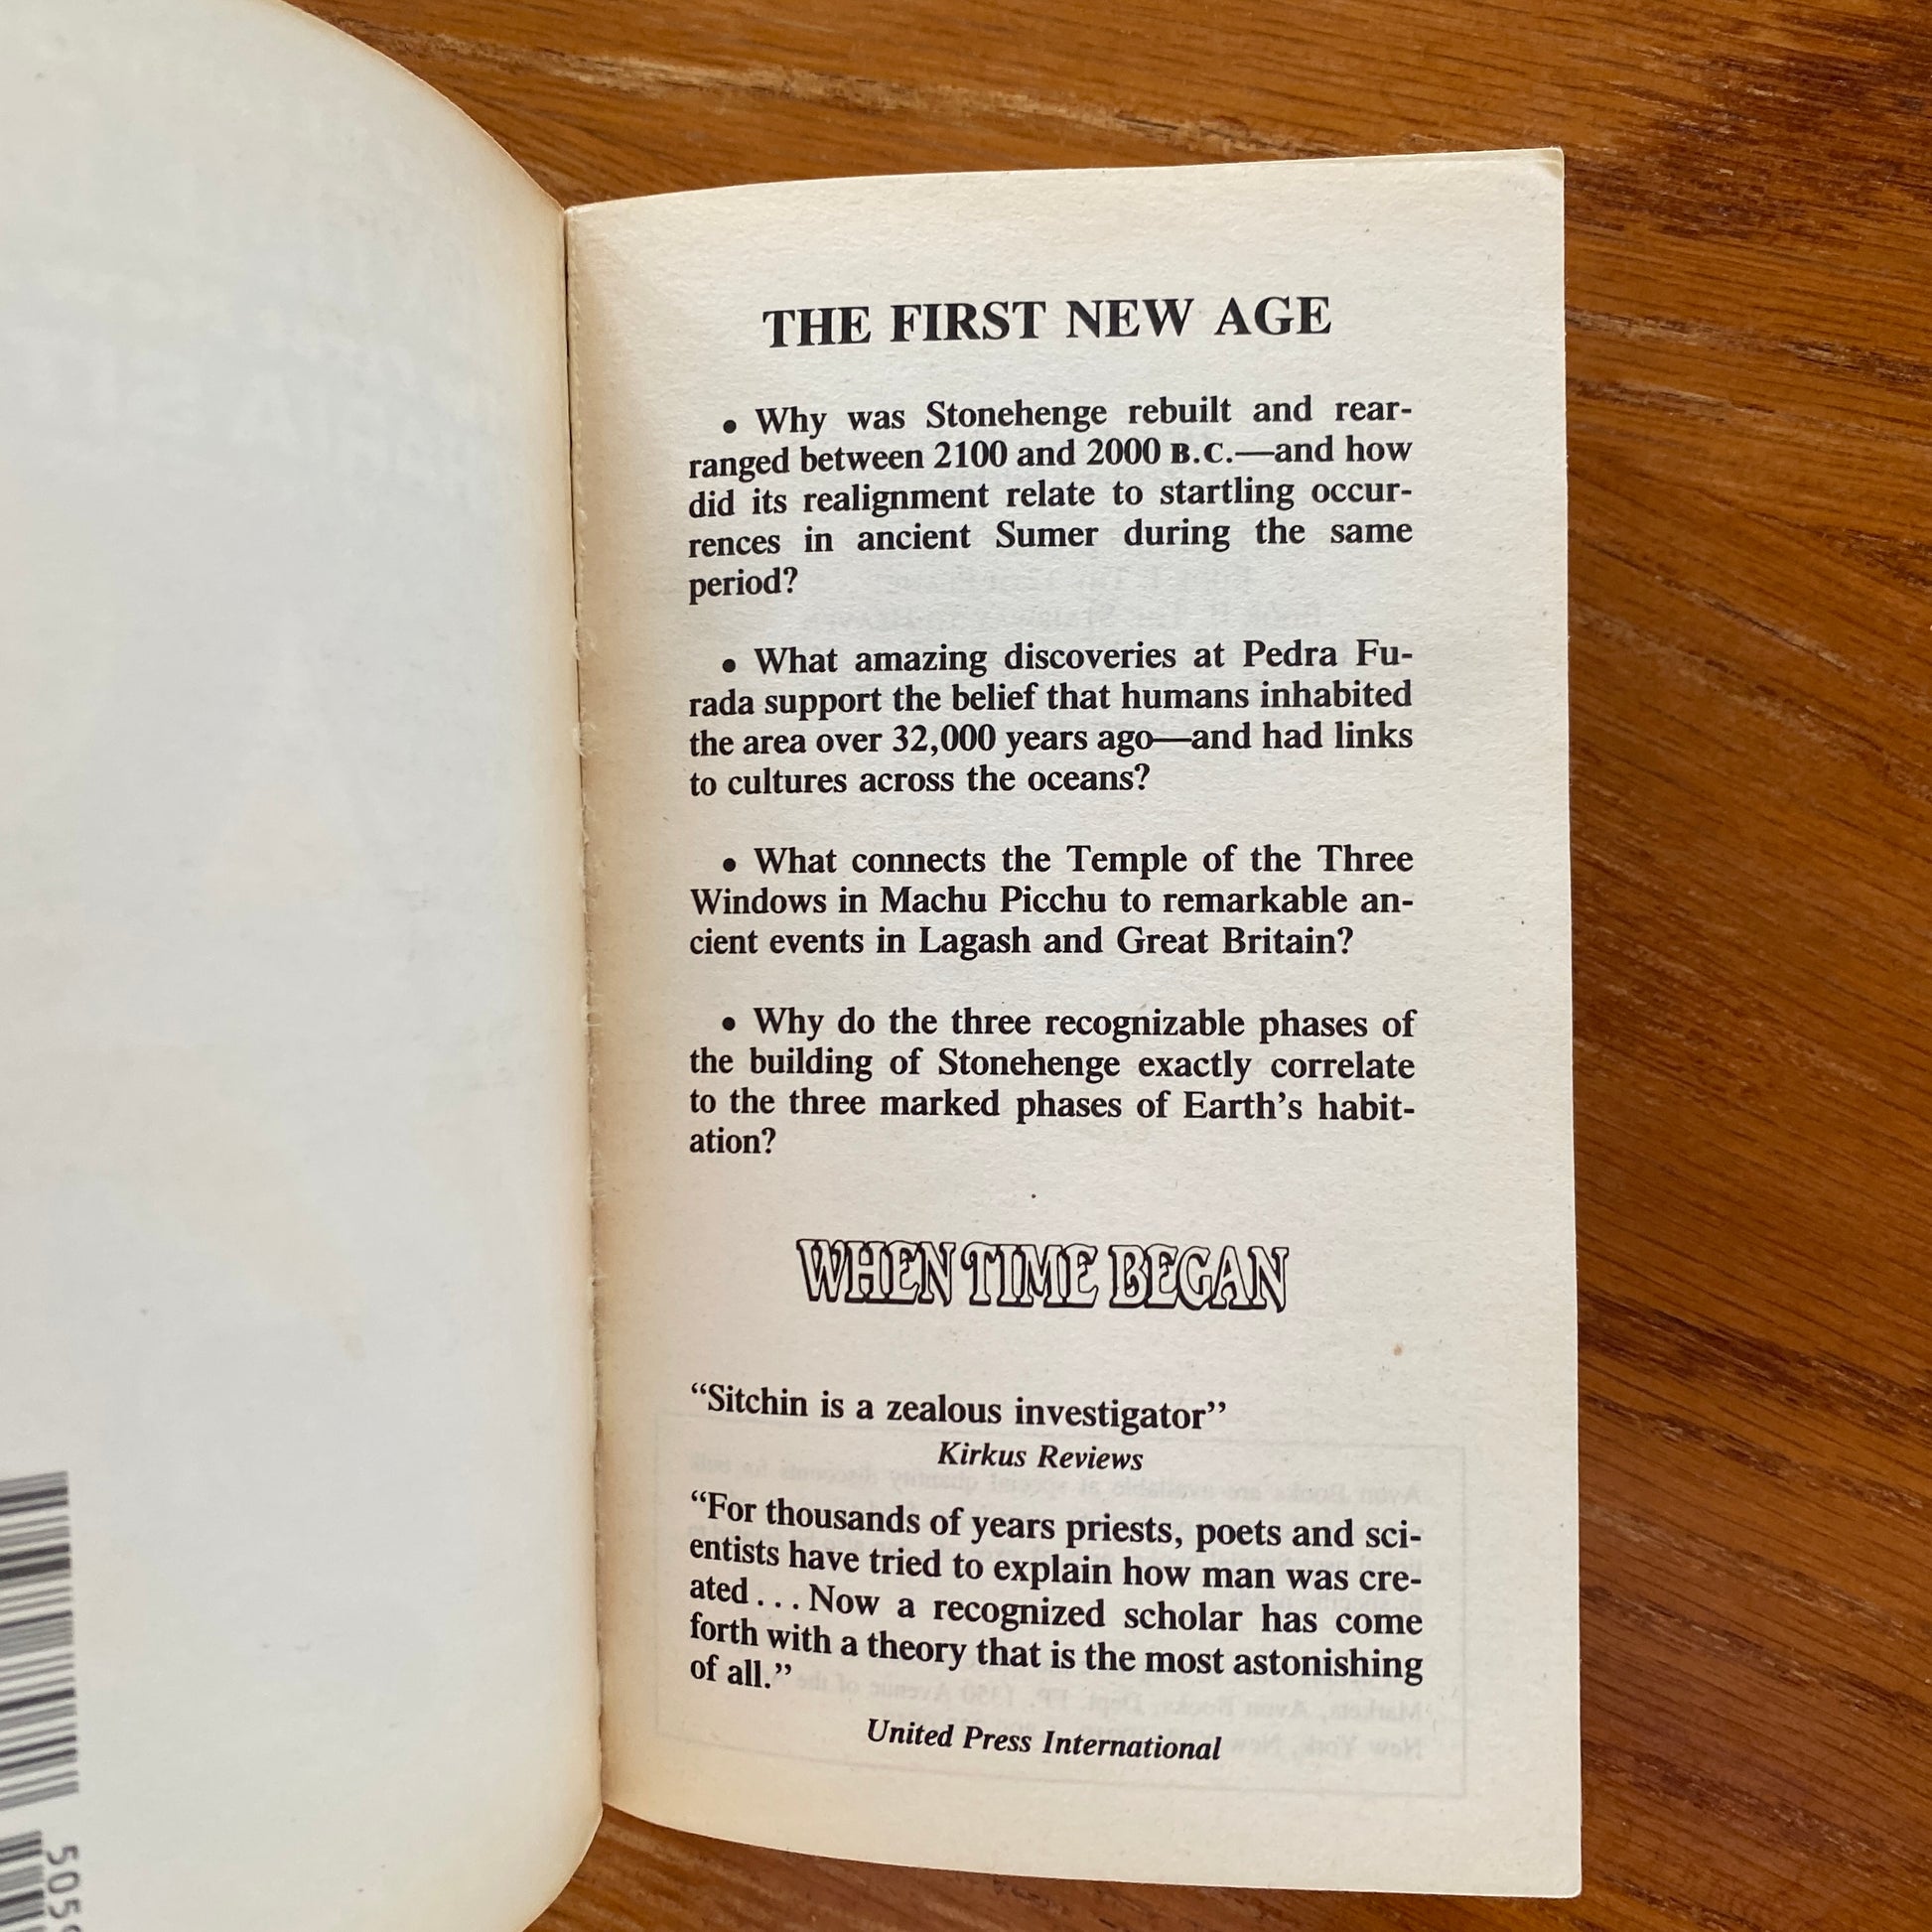 THE FIRST NEW AGE
• Why was Stonehenge rebuilt and rear-
ranged between 2100 and 2000 B.C.—and how
did its realignment relate to startling occur-
rences in ancient Sumer during the same
period?
• What amazing discoveries at Pedra Fu-
rada support the belief that humans inhabited
the area over 32,000 years ago—and had links
to cultures across the oceans?
• What connects the Temple of the Three
Windows in Machu Picchu to remarkable an-
cient events in Lagash and Great Britain?
• Why do the three recognizable phases of
the building of Stonehenge exactly correlate
to the three marked phases of Earth's habit-
ation?
WHEN TIME BEGAN
“Sitchin is a zealous investigator”
Kirkus Reviews
“For thousands of years priests, poets and sci-
entists have tried to explain how man was cre-
ated . . . Now a recognized scholar has come
forth with a theory that is the most astonishing
of all.”
United Press International